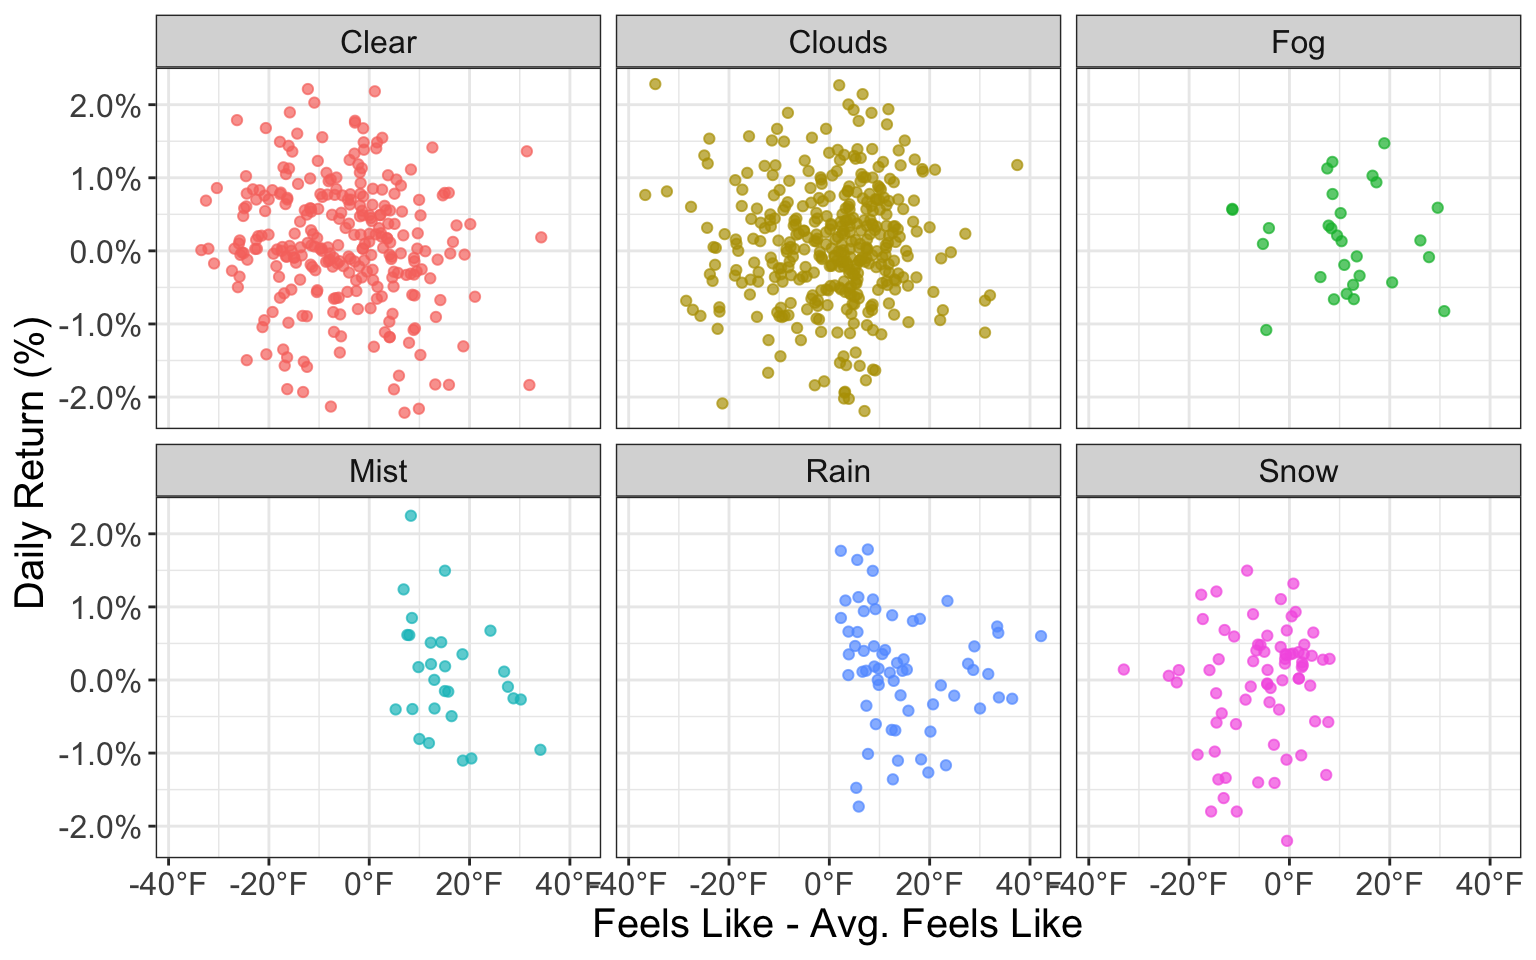 Clear Clouds Fog
2.0%
1.0%
0.0%
-1.0%
-2.0%
Daily Return (%)
Mist Rain Snow
2.0%
1.0%
0.0%
-1.0%
-2.0%
-40°F -20°F 0°F 20°F 40°F -40°F -20°F 0°F 20°F 40°F -40°F -20°F 0°F 20°F 40°F
Feels Like - Avg. Feels Like